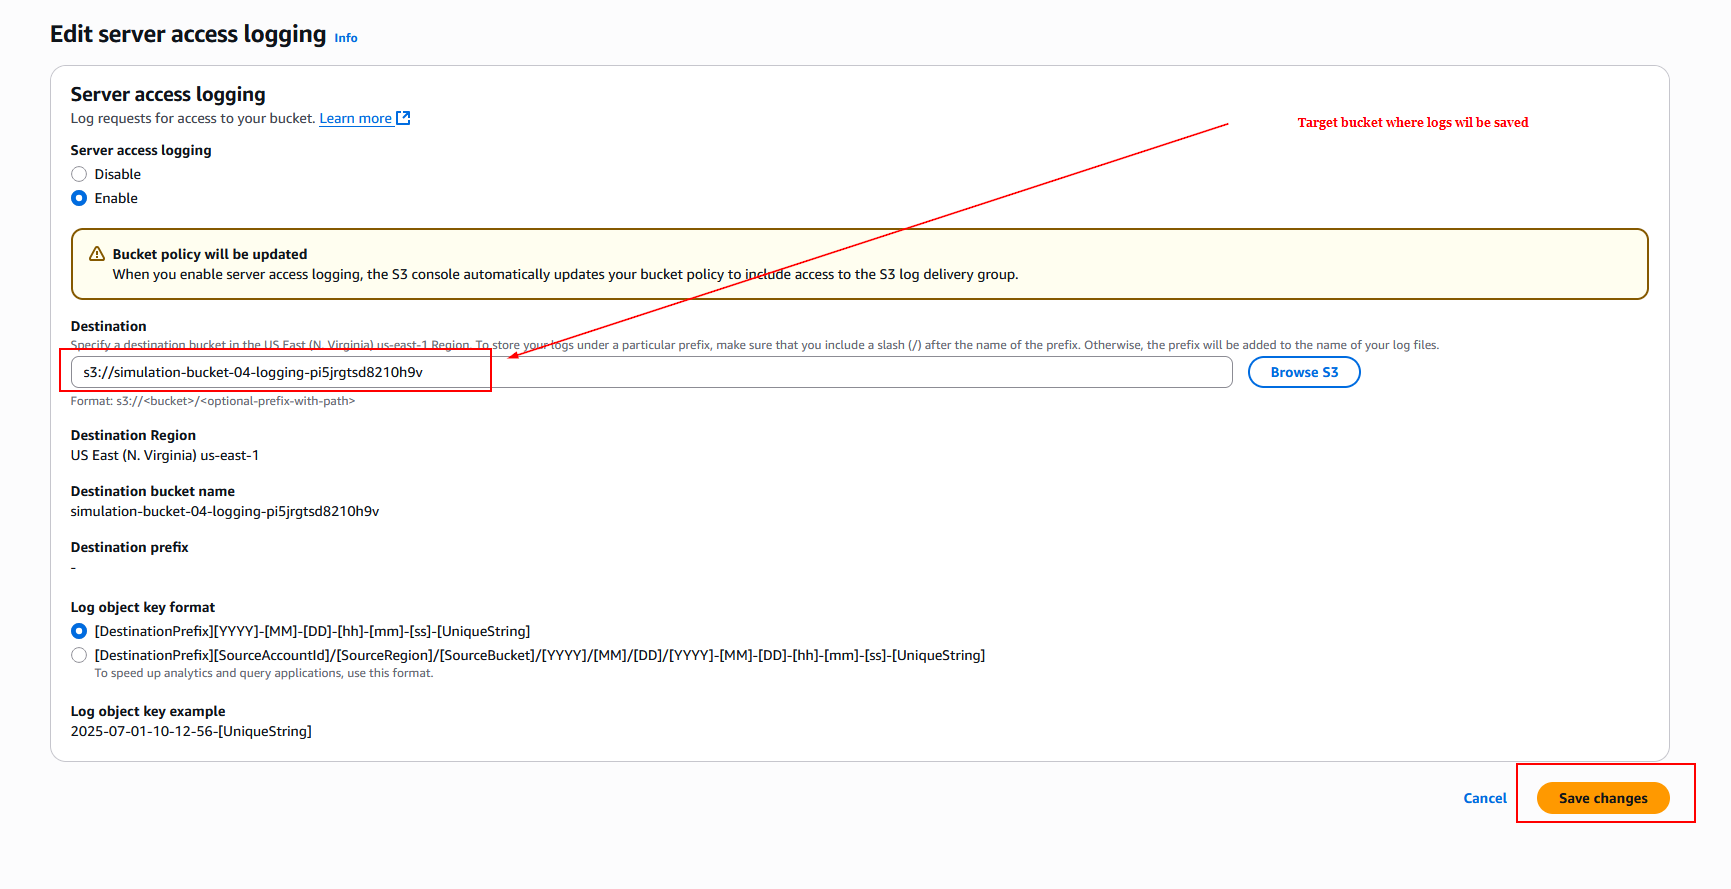 Edit server access logging Info
Server access logging
Log requests for access to your bucket. Learn more
Target bucket where logs wil be saved
Server access logging
Disable
Enable
Bucket policy will be updated
When you enable server access logging, the S3 console automatically updates your bucket policy to include access to the S3 log delivery group.
Destination
Specify a destination bucket in the US East (N. Virginia) us-east-1 Region. To store your logs under a particular prefix, make sure that you include a slash (/) after the name of the prefix. Otherwise, the prefix will be added to the name of your log files.
s3://simulation-bucket-04-logging-pi5jrgtsd8210h9v
Browse S3
Format: s3://<bucket>/<optional-prefix-with-path>
Destination Region
US East (N. Virginia) us-east-1
Destination bucket name
simulation-bucket-04-logging-pi5jrgtsd8210h9v
Destination prefix
-
Log object key format
[DestinationPrefix][YYYY]-[MM]-[DD]-[hh]-[mm]-[ss]-[UniqueString]
[DestinationPrefix][SourceAccountId]/[SourceRegion]/[SourceBucket]/[YYYY]/[MM]/[DD]/[YYYY]-[MM]-[DD]-[hh]-[mm]-[ss]-[UniqueString]
To speed up analytics and query applications, use this format.
Log object key example
2025-07-01-10-12-56-[UniqueString]
Cancel
Save changes